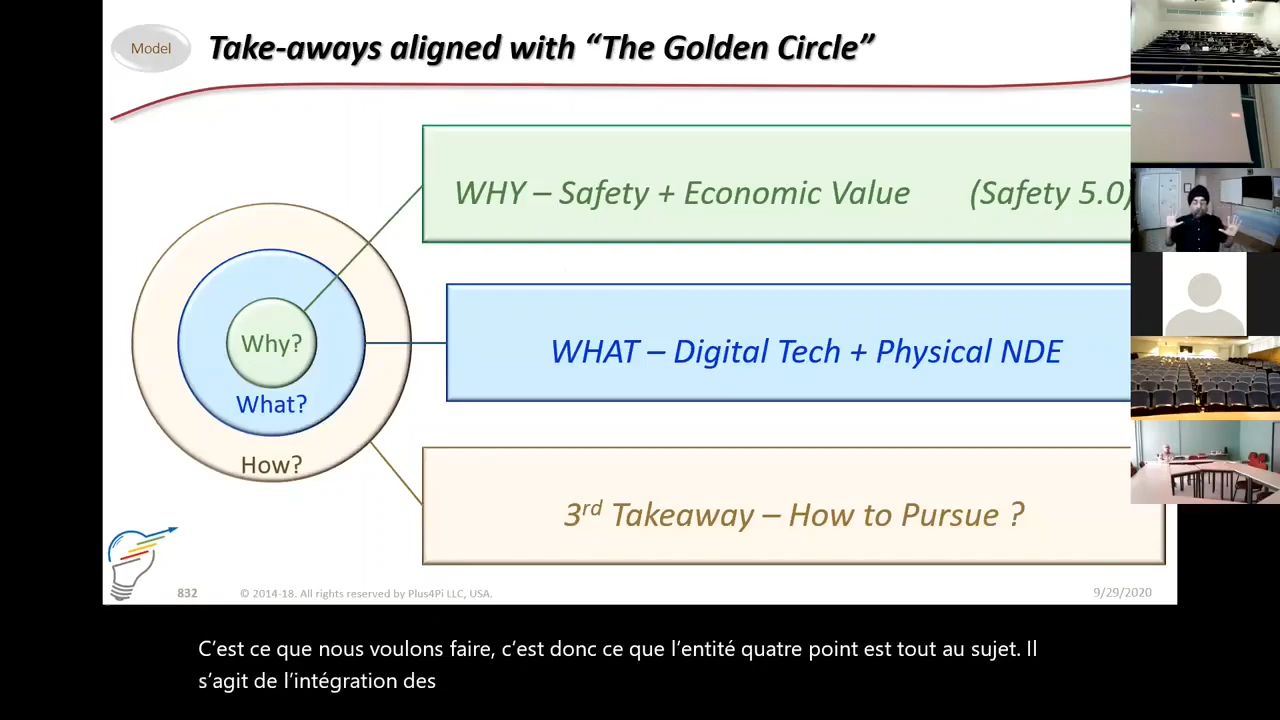 Model
Take-aways aligned with “The Golden Circle”
WHY – Safety + Economic Value (Safety 5.0)
Why?
WHAT – Digital Tech + Physical NDE
What?
How?
3rd Takeaway – How to Pursue ?
832
© 2014-18. All rights reserved by Plus4Pi LLC, USA.
9/29/2020
C’est ce que nous voulons faire, c’est donc ce que l’entité quatre point est tout au sujet. Il
s’agit de l’intégration des